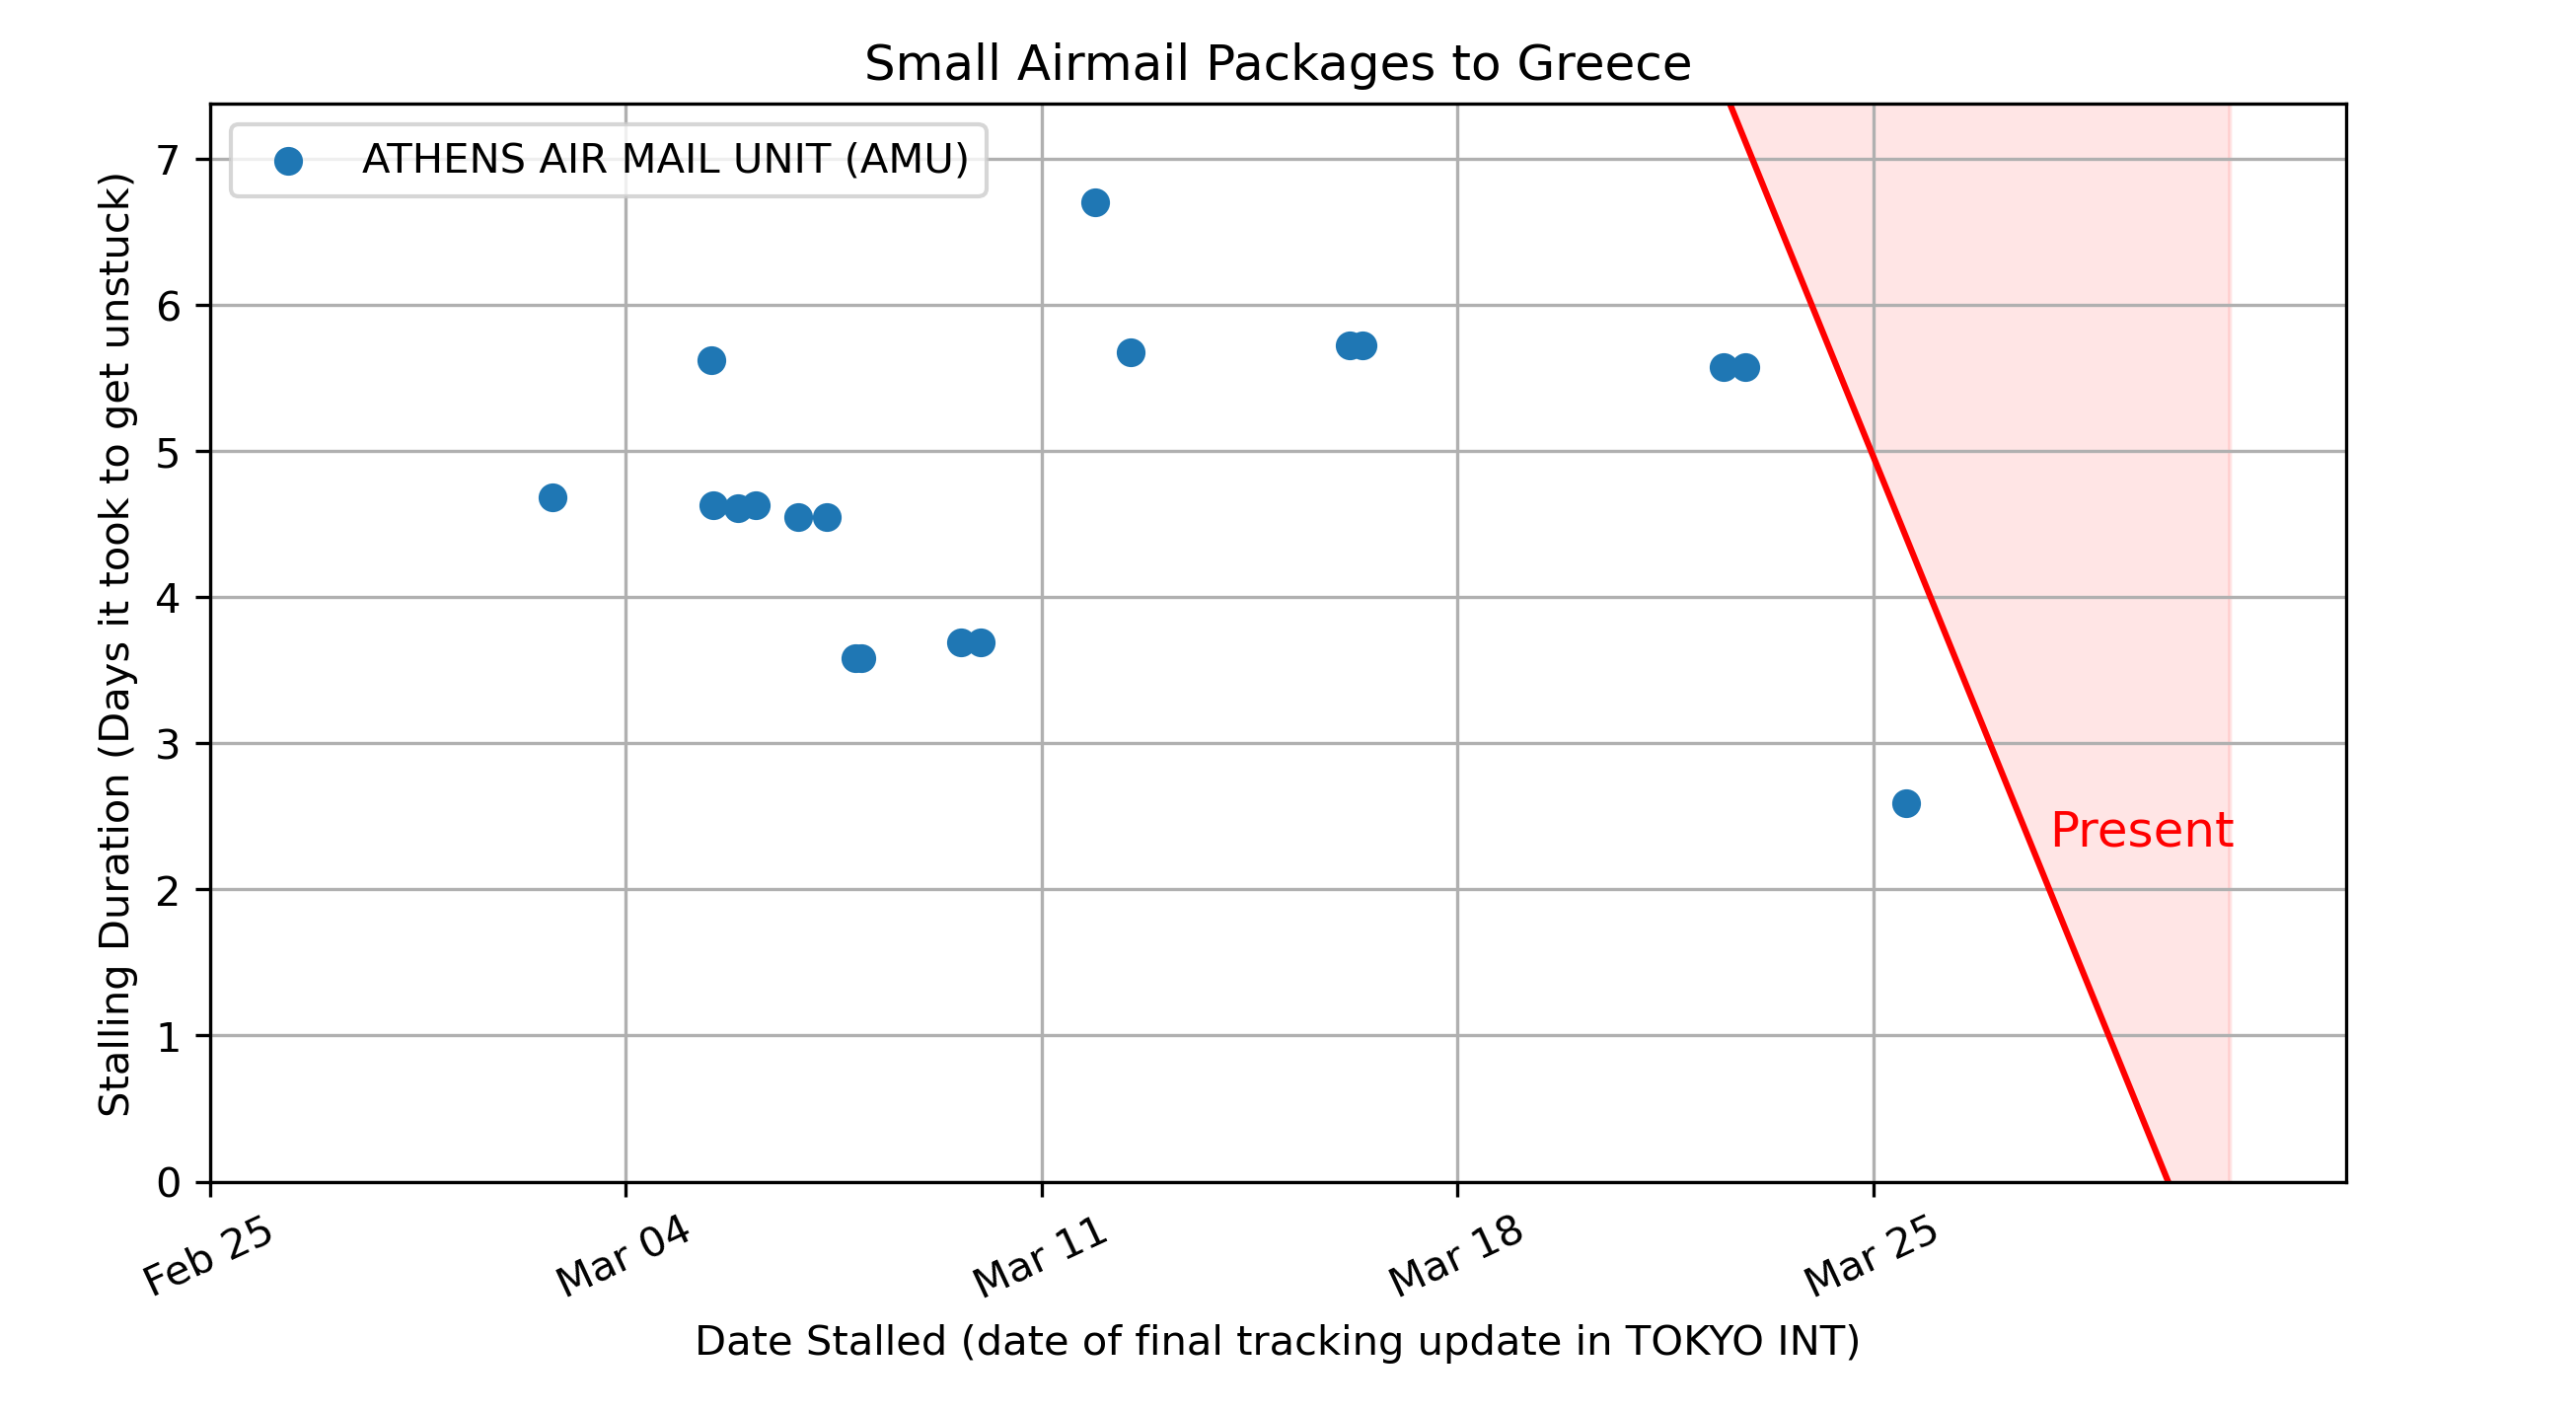 Small Airmail Packages to Greece
ATHENS AIR MAIL UNIT (AMU)
Stalling Duration (Days it took to get unstuck)
7
6
5
4
3
2
1
0
Present
Feb 25
Mar 04
Mar 11
Mar 18
Mar 25
Date Stalled (date of final tracking update in TOKYO INT)